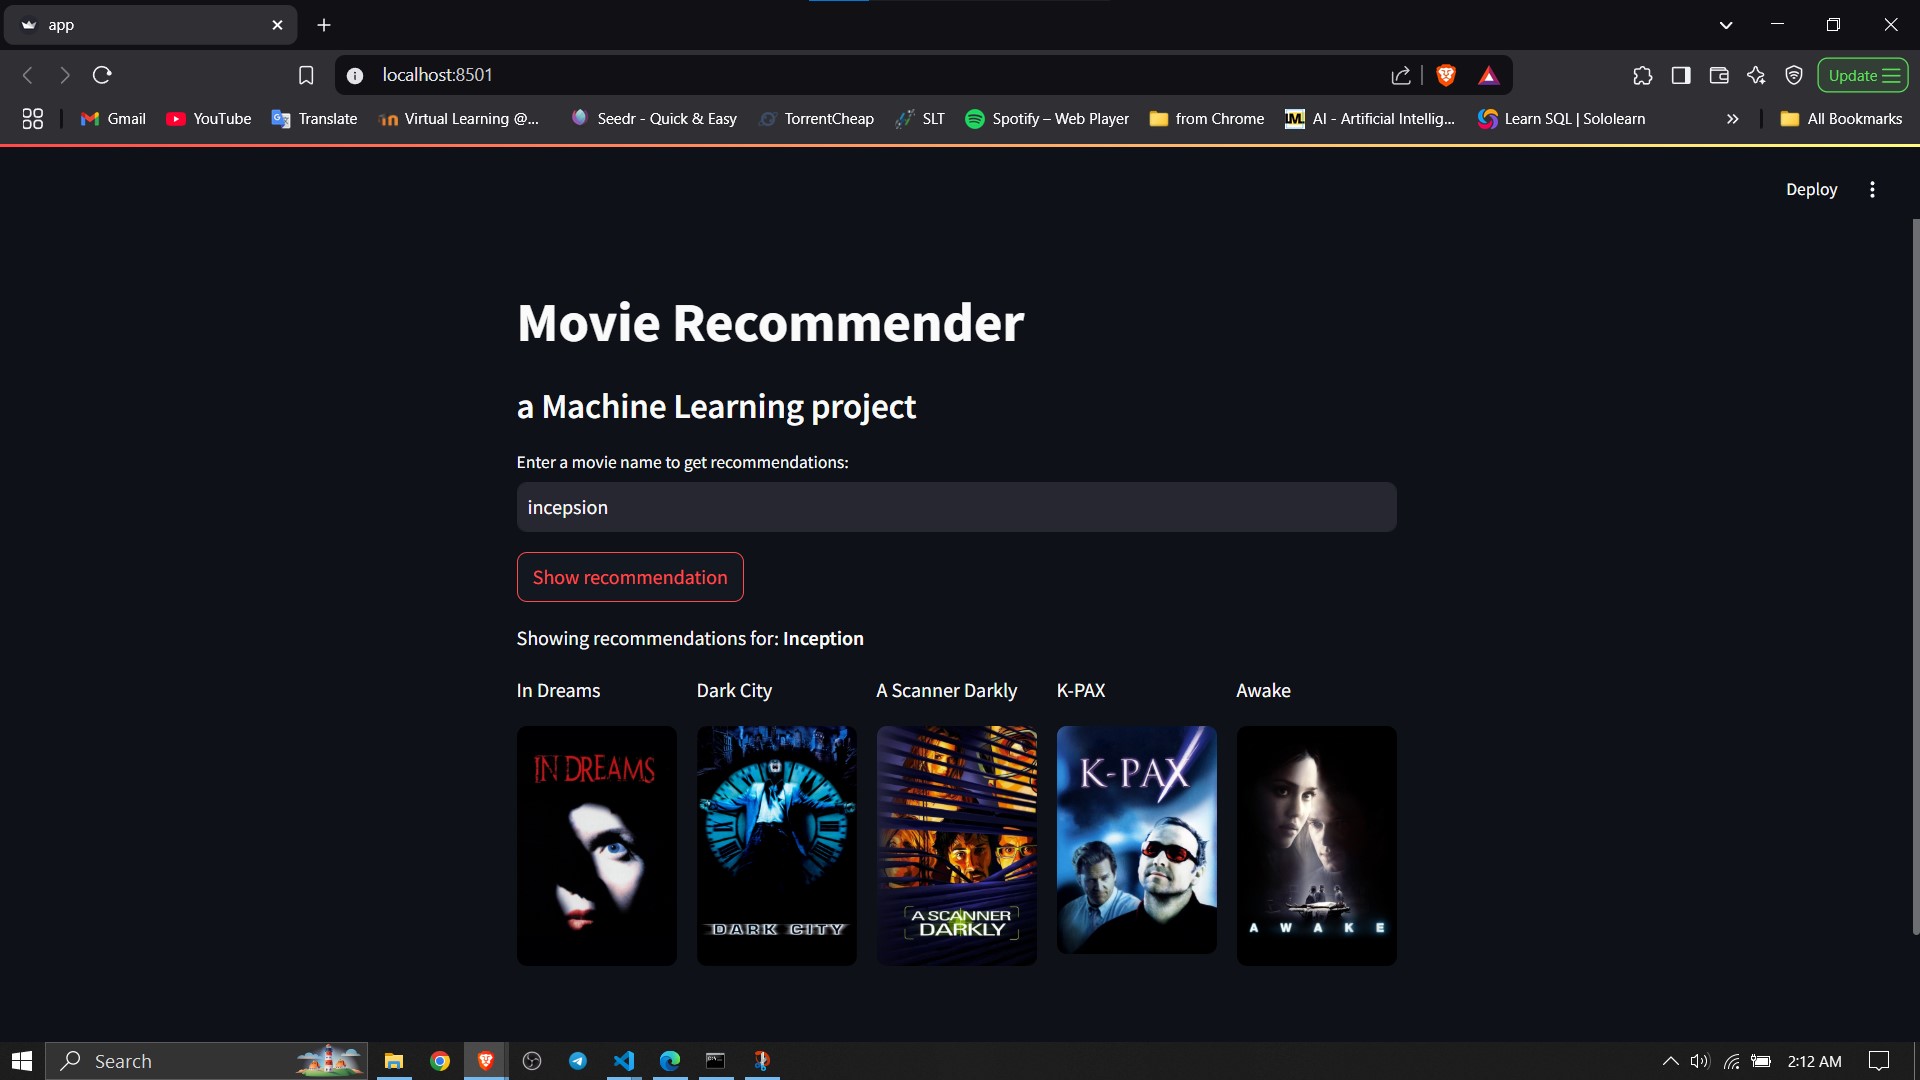 app
localhost:8501
Update
Gmail
YouTube
Translate
Virtual Learning @...
Seedr - Quick & Easy
TorrentCheap
SLT
Spotify – Web Player
from Chrome
AI - Artificial Intellig...
Learn SQL | Sololearn
All Bookmarks
Deploy
Movie Recommender
a Machine Learning project
Enter a movie name to get recommendations:
incepsion
Show recommendation
Showing recommendations for: Inception
In Dreams
Dark City
A Scanner Darkly
K-PAX
Awake
IN DREAMS
DARK CITY
A SCANNER
DARKLY
K-PAX
AWAKE
Search
2:12 AM